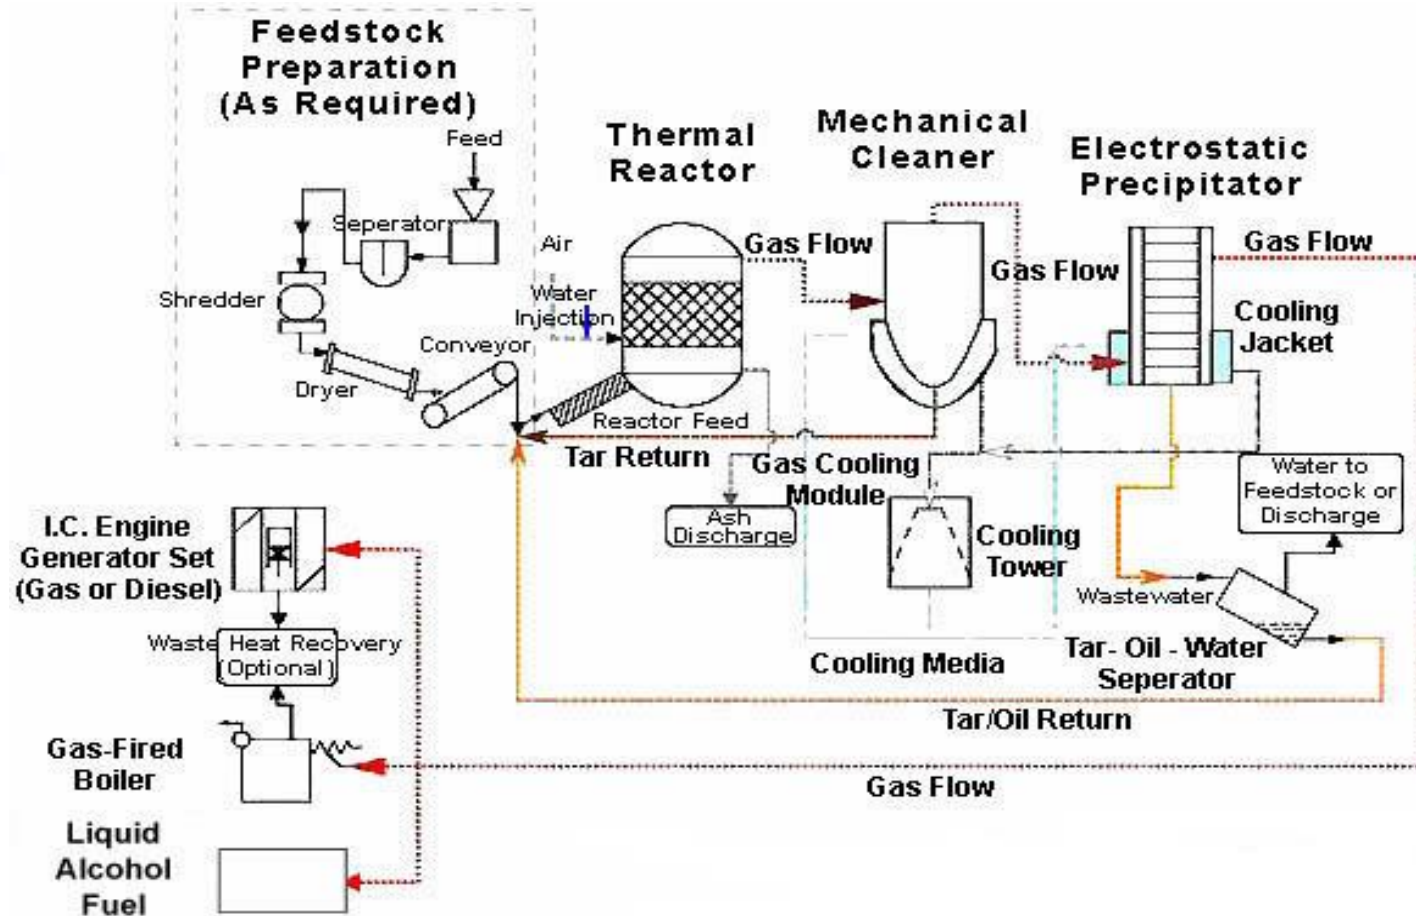 Feedstock
Preparation
(As Required)
Feed
Seperator
Shredder
Dryer
Conveyor
Thermal
Reactor
Air
Water
Injection
Reactor Feed
Gas Flow
Mechanical
Cleaner
Gas Flow
Electrostatic
Precipitator
Gas Flow
Cooling
Jacket
Tar Return
Gas Cooling
Module
Ash
Discharge
Cooling
Tower
Cooling Media
Water to
Feedstock or
Discharge
Wastewater
Tar- Oil - Water
Seperator
Tar/Oil Return
I.C. Engine
Generator Set
(Gas or Diesel)
Waste Heat Recovery
(Optional)
Gas-Fired
Boiler
Gas Flow
Liquid
Alcohol
Fuel